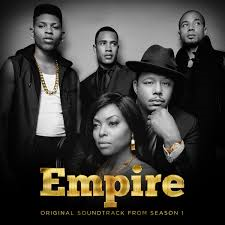 Empire
ORIGINAL SOUNDTRACK FROM SEASON 1